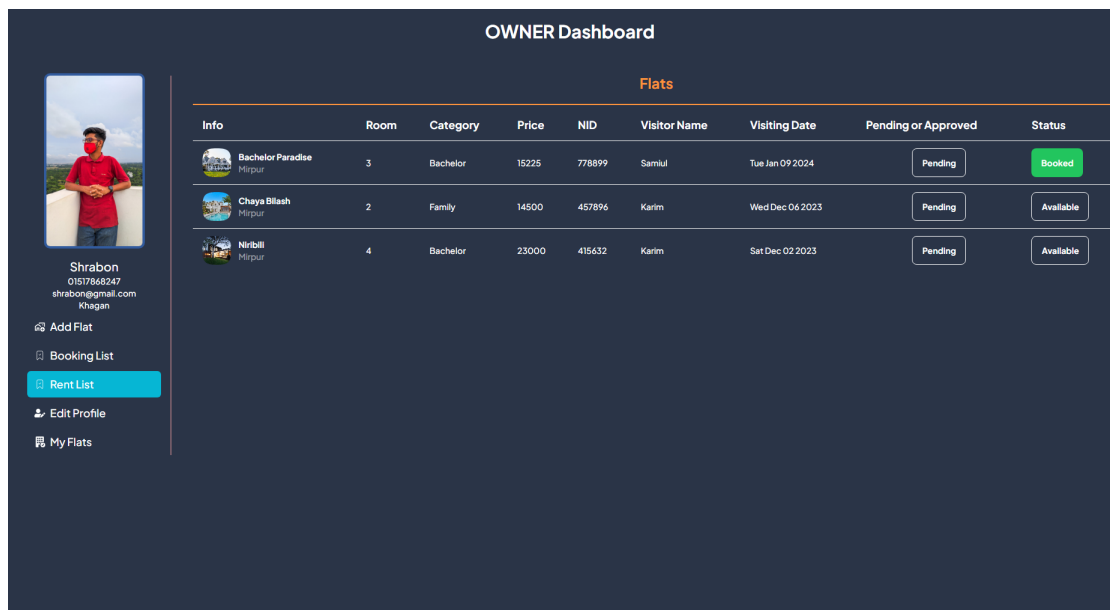 OWNER Dashboard
Shrabon
01517868247
shrabon@gmail.com
Khagan
Add Flat
Booking List
Rent List
Edit Profile
My Flats
Flats
Info Room Category Price NID Visitor Name Visiting Date Pending or Approved Status
Bachelor Paradise
Mirpur
3 Bachelor 15225 778899 Samiul Tue Jan 09 2024 Pending Booked
Chaya Bilash
Mirpur
2 Family 14500 457896 Karim Wed Dec 06 2023 Pending Available
Niribili
Mirpur
4 Bachelor 23000 415632 Karim Sat Dec 02 2023 Pending Available